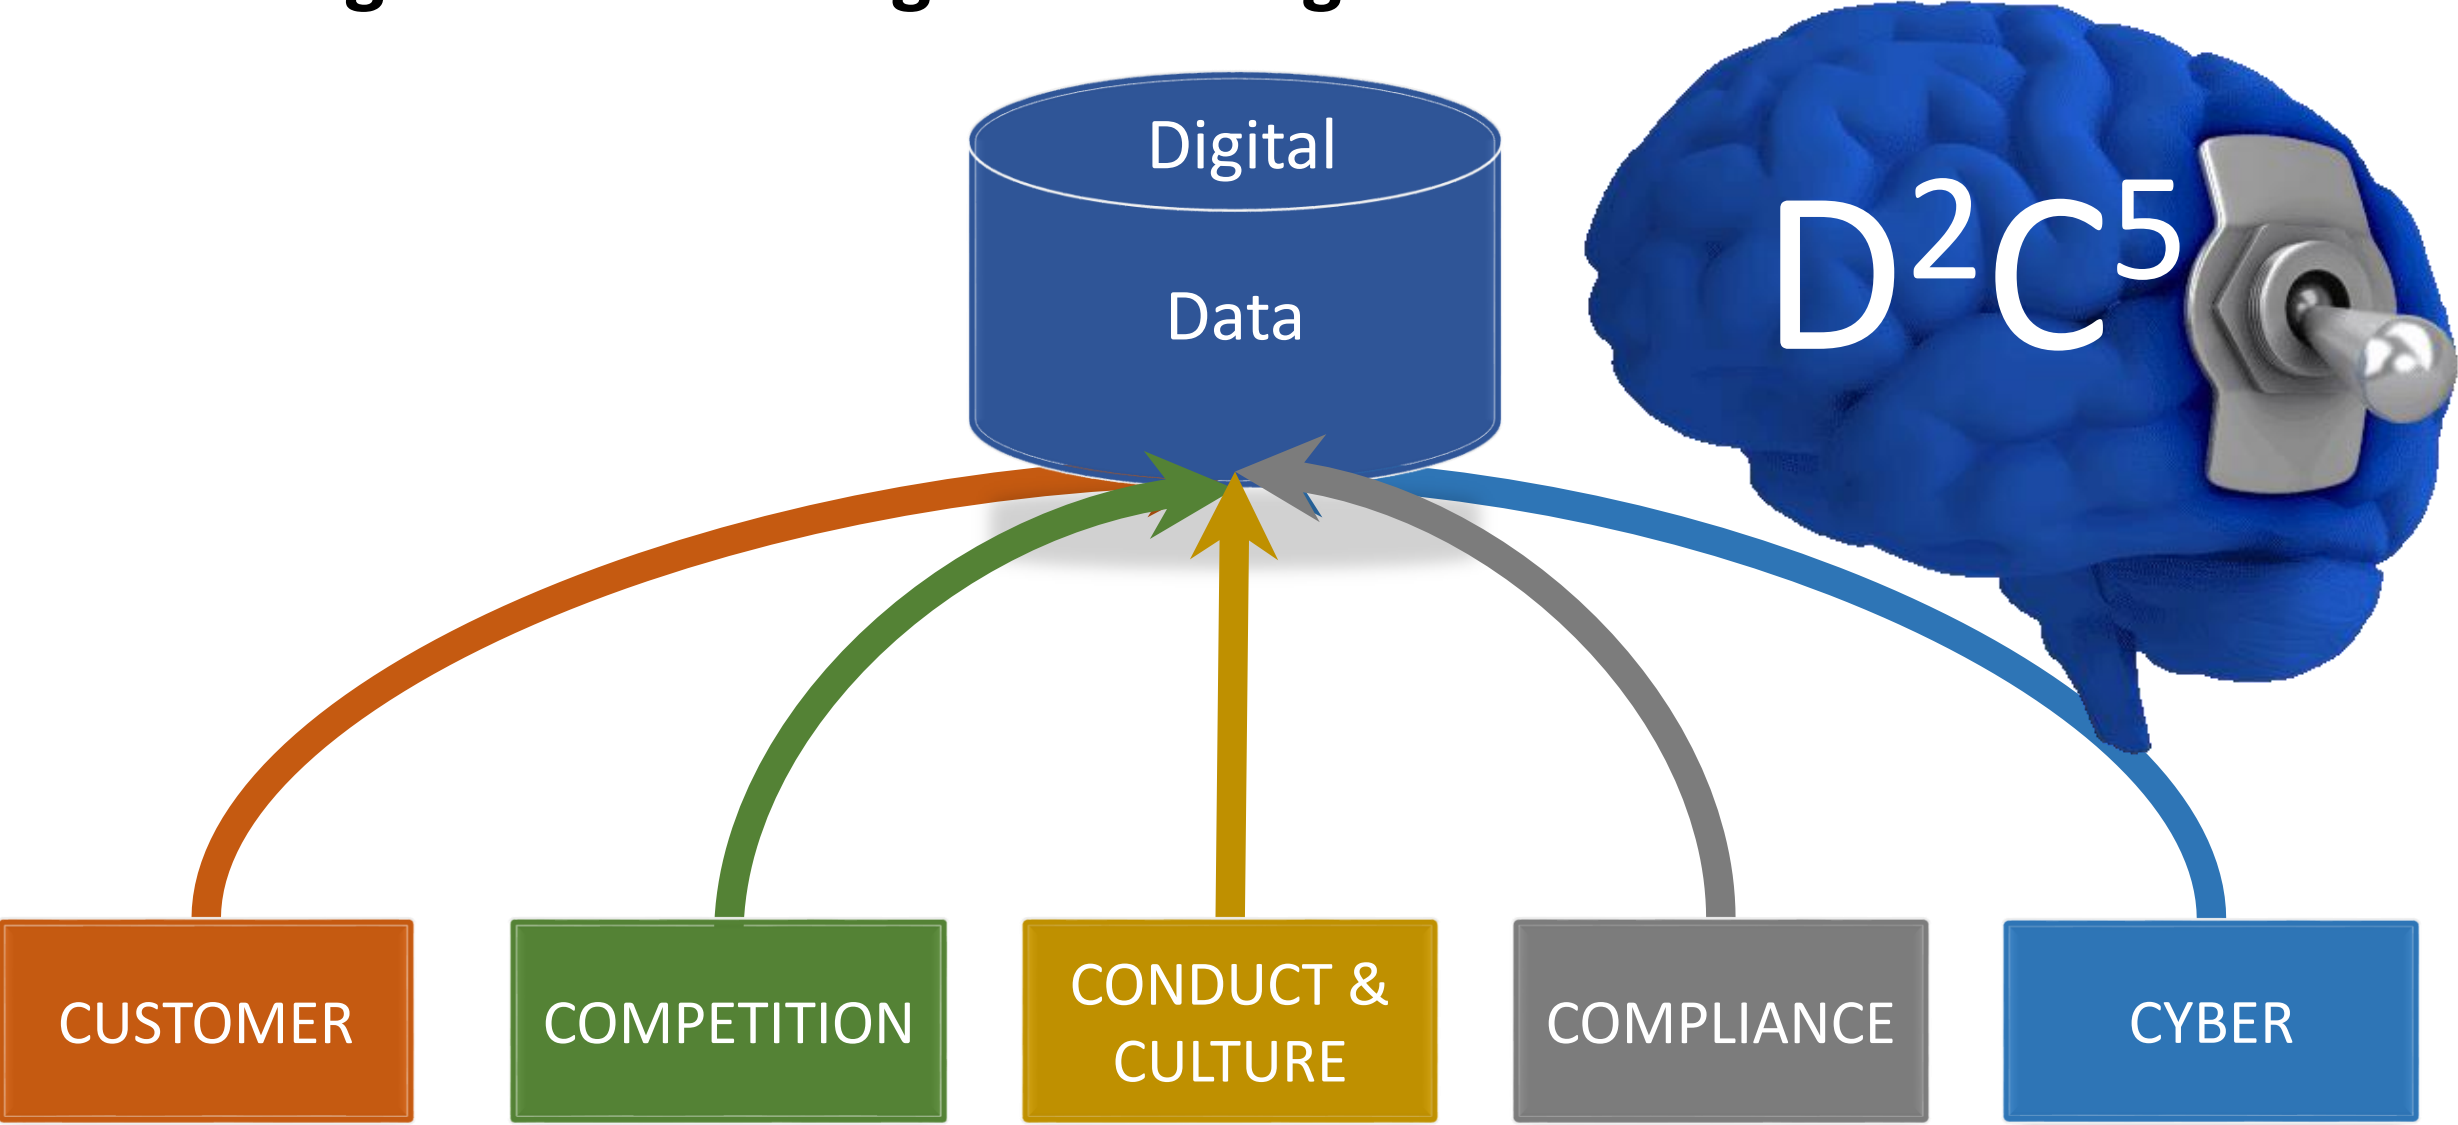 Digital
Data
D²C⁵
CUSTOMER
COMPETITION
CONDUCT &
CULTURE
COMPLIANCE
CYBER